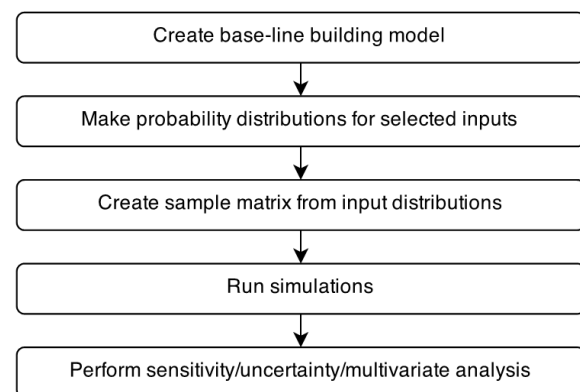 Create base-line building model
Make probability distributions for selected inputs
Create sample matrix from input distributions
Run simulations
Perform sensitivity/uncertainty/multivariate analysis